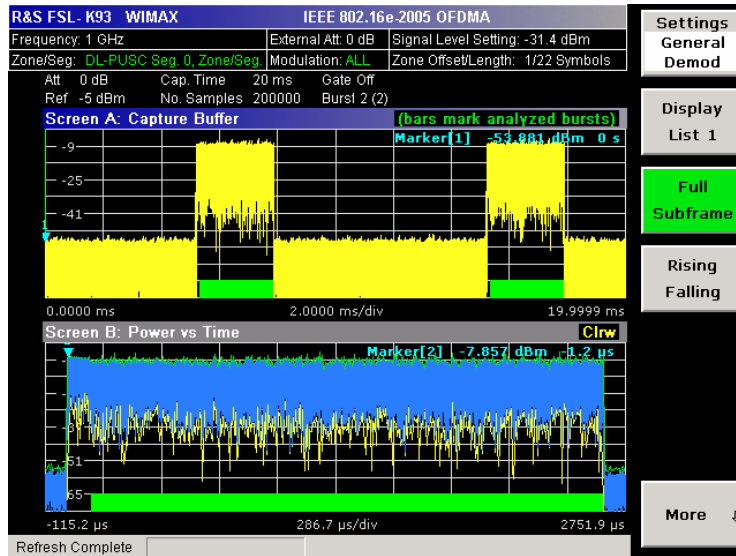 R&S FSL-K93 WIMAX IEEE 802.16e-2005 OFDMA
Frequency: 1 GHz External Att: 0 dB Signal Level Setting: -31.4 dBm
Zone/Seg: DL-PUSC Seg. 0, Zone/Seg. Modulation: ALL Zone Offset/Length: 1/22 Symbols
Att 0 dB Cap. Time 20 ms Gate Off
Ref -5 dBm No. Samples 200000 Burst 2 (2)
Screen A: Capture Buffer (bars mark analyzed bursts)
Marker[1] -53.881 dBm 0 s
-9
-25
-41
1
0.0000 ms 2.0000 ms/div 19.9999 ms
Screen B: Power vs Time Clrw
Marker[2] -7.857 dBm -1.2 µs
-51
-65
-115.2 µs 286.7 µs/div 2751.9 µs
Refresh Complete
Settings
General
Demod
Display
List 1
Full
Subframe
Rising
Falling
More